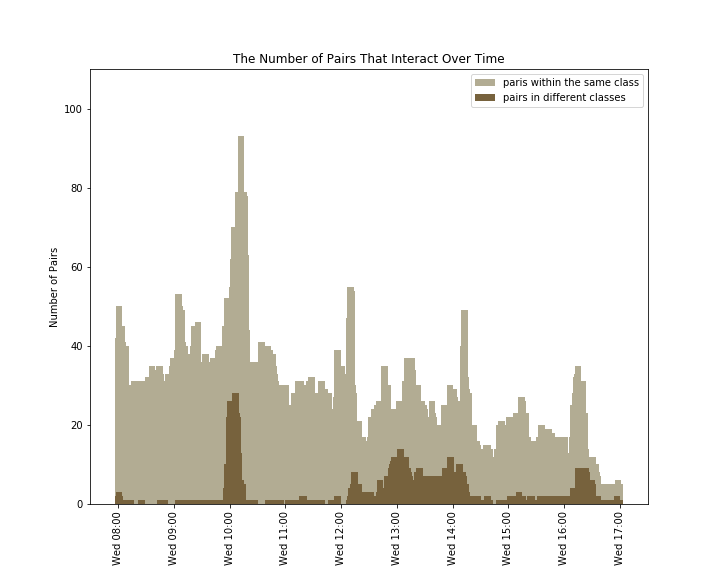 The Number of Pairs That Interact Over Time
paris within the same class
pairs in different classes
Number of Pairs
100
80
60
40
20
0
Wed 08:00
Wed 09:00
Wed 10:00
Wed 11:00
Wed 12:00
Wed 13:00
Wed 14:00
Wed 15:00
Wed 16:00
Wed 17:00